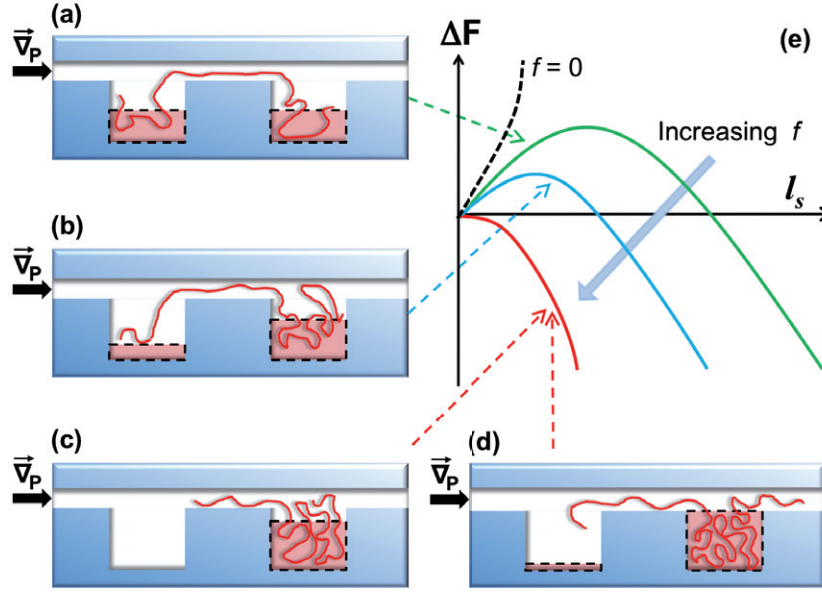 (a)
∇⃗P
(b)
∇⃗P
(c)
∇⃗P
(d)
∇⃗P
(e)
ΔF
f = 0
Increasing f
lₛ